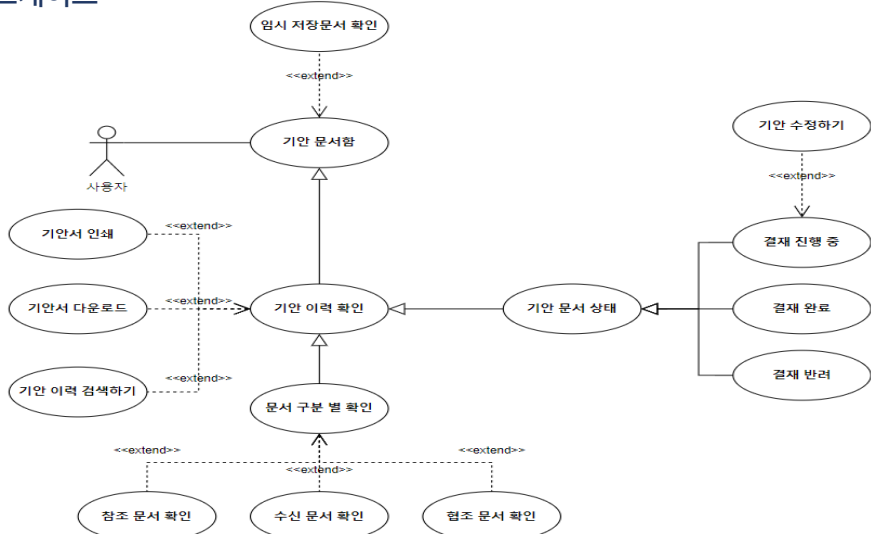 임시 저장문서 확인
<<extend>>
기안 문서함
기안 수정하기
사용자
<<extend>>
<<extend>>
기안서 인쇄
결재 진행 중
<<extend>>
기안서 다운로드
기안 이력 확인
기안 문서 상태
결재 완료
<<extend>>
기안 이력 검색하기
결재 반려
문서 구분 별 확인
<<extend>>
<<extend>>
<<extend>>
참조 문서 확인
수신 문서 확인
협조 문서 확인